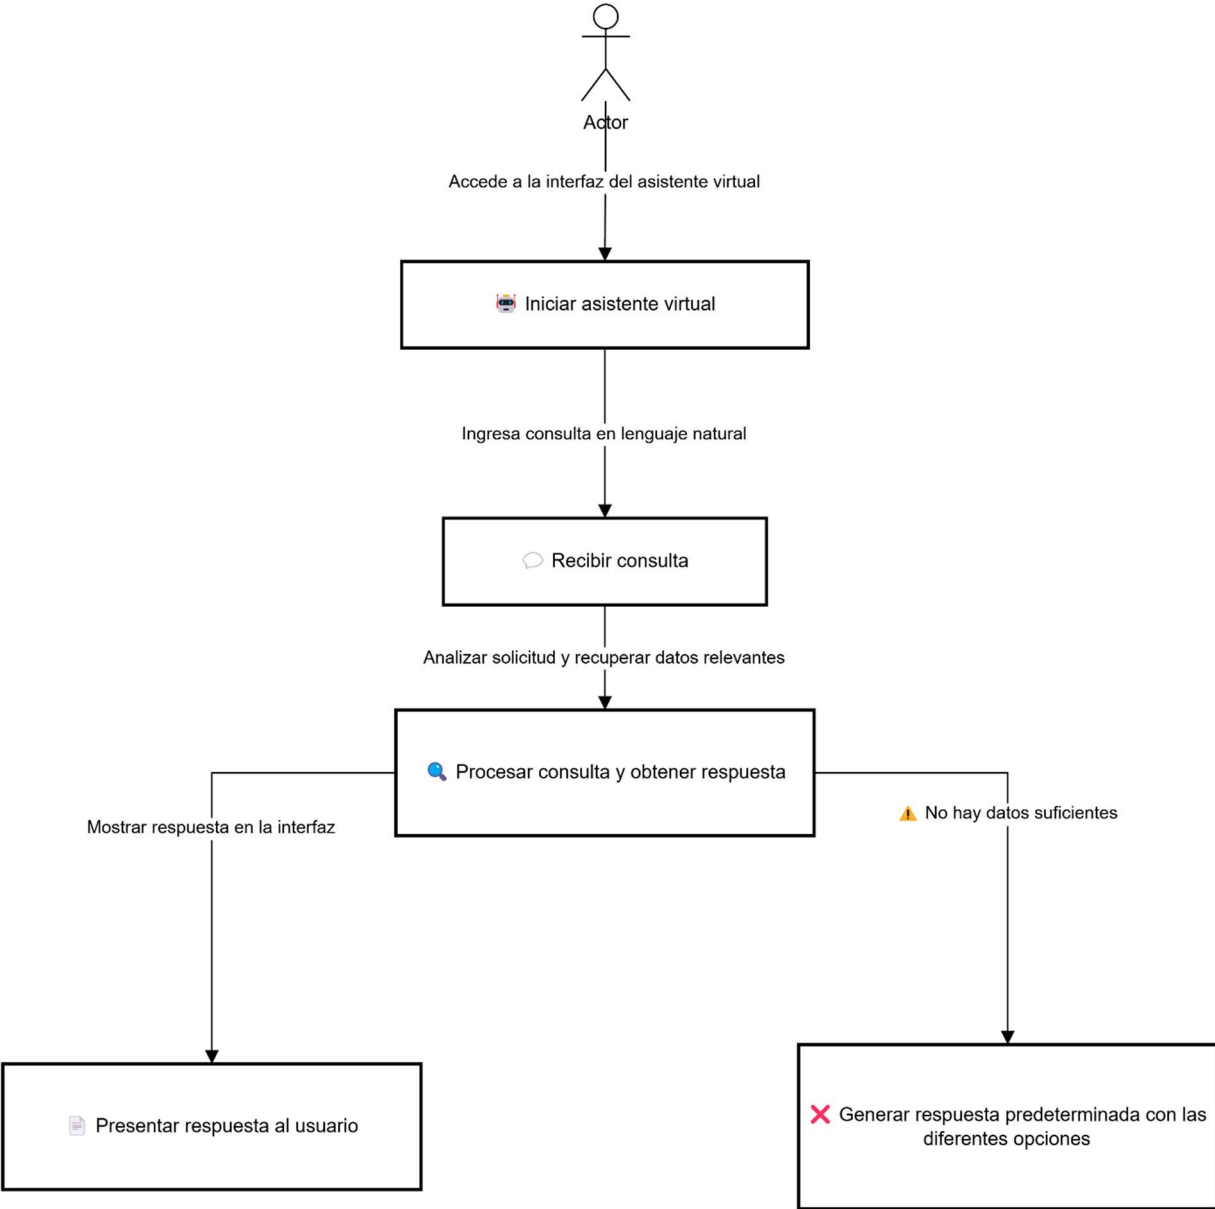 Actor
Accede a la interfaz del asistente virtual
🤖 Iniciar asistente virtual
Ingresa consulta en lenguaje natural
💬 Recibir consulta
Analizar solicitud y recuperar datos relevantes
🔍 Procesar consulta y obtener respuesta
Mostrar respuesta en la interfaz
⚠️ No hay datos suficientes
📄 Presentar respuesta al usuario
❌ Generar respuesta predeterminada con las
diferentes opciones